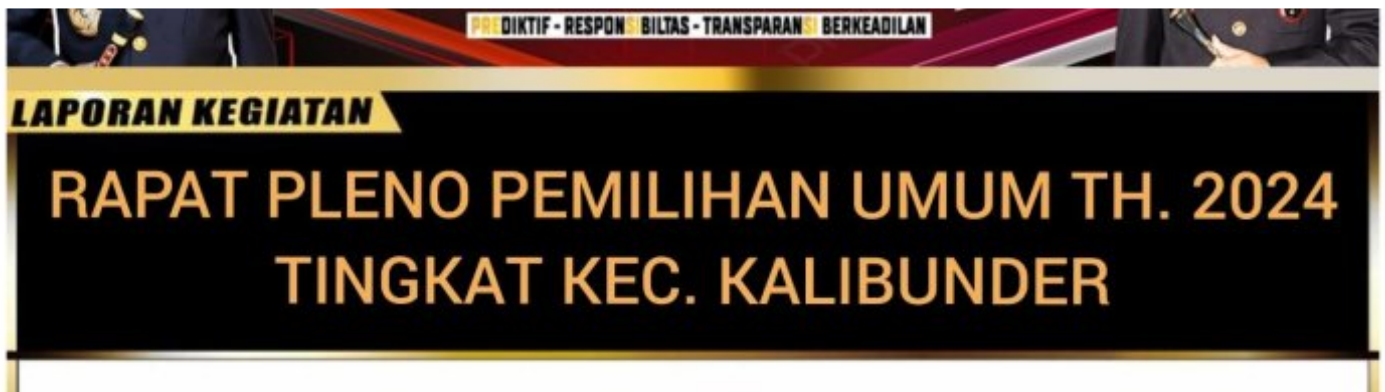 PREDIKTIF - RESPONSIBILTAS - TRANSPARANSI BERKEADILAN
LAPORAN KEGIATAN
RAPAT PLENO PEMILIHAN UMUM TH. 2024
TINGKAT KEC. KALIBUNDER